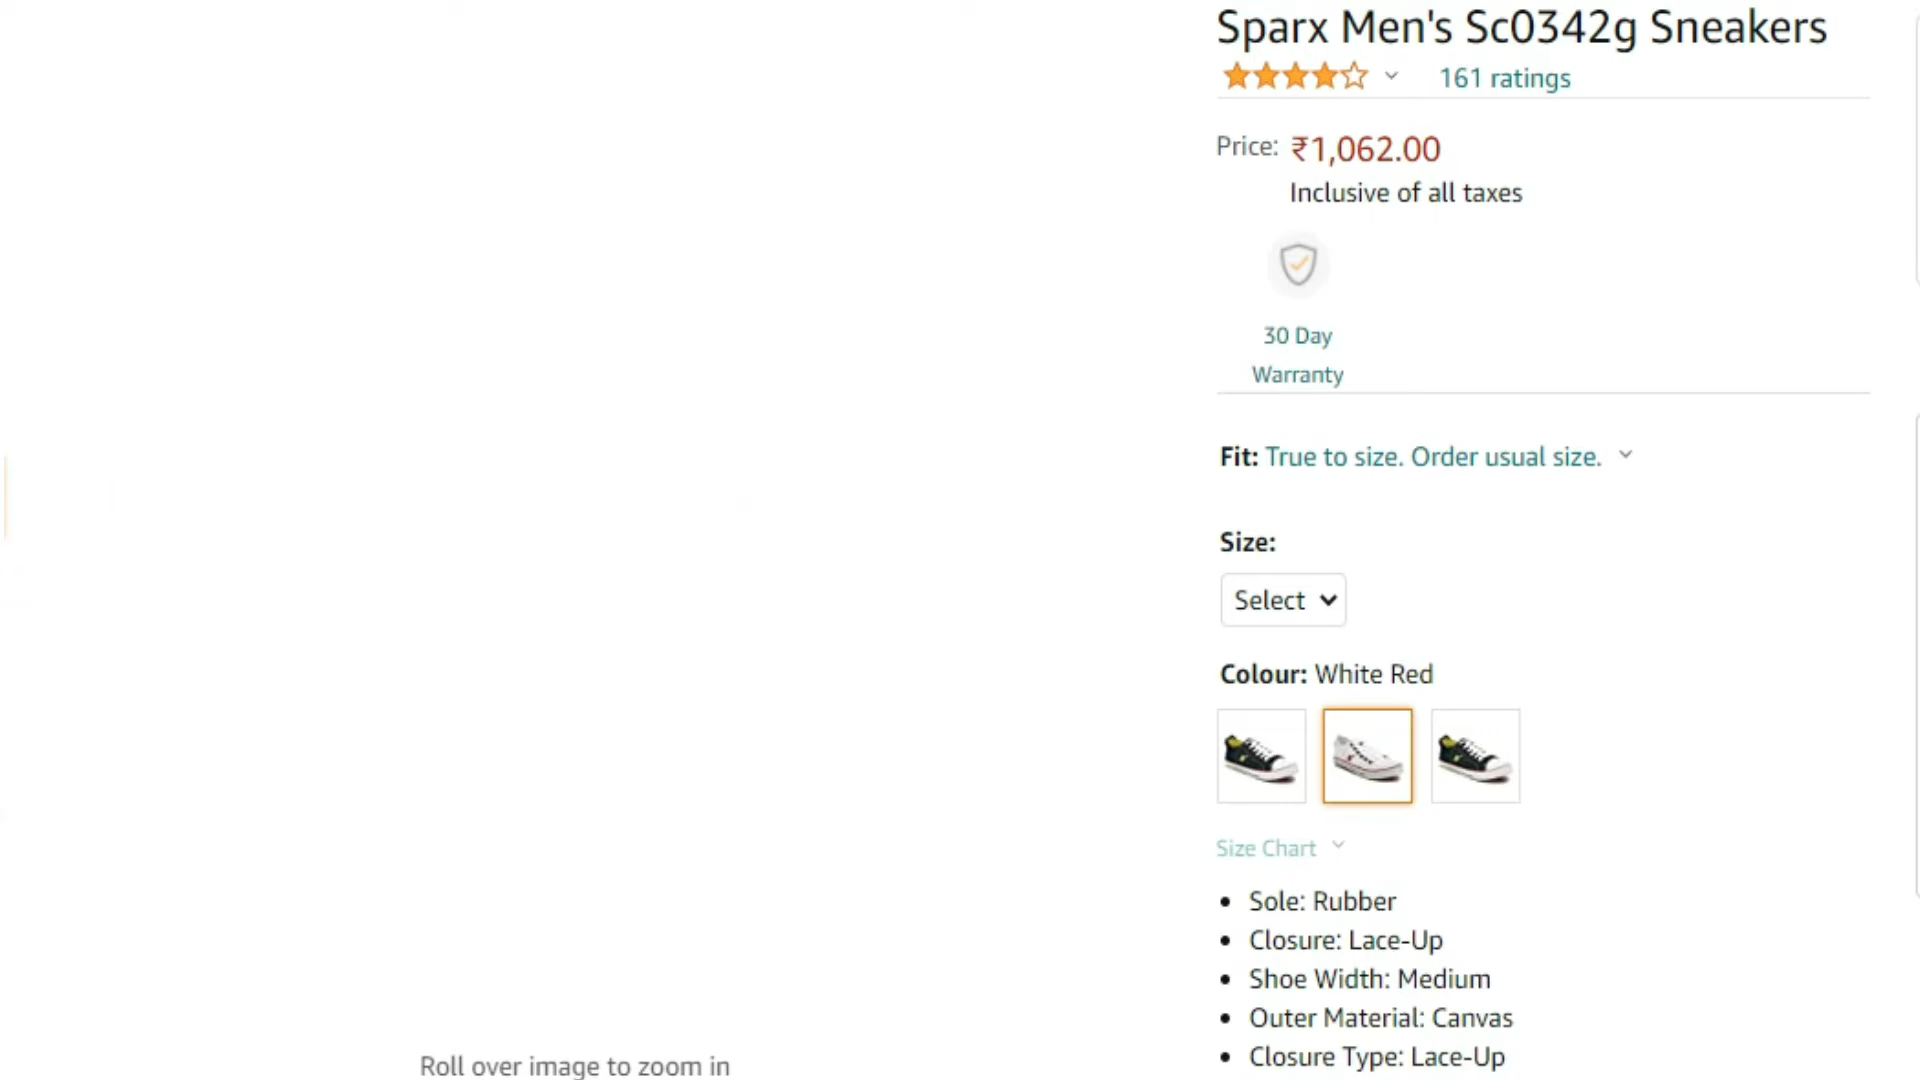 Sparx Men's Sc0342g Sneakers
161 ratings
Price: ₹1,062.00
Inclusive of all taxes
30 Day
Warranty
Fit: True to size. Order usual size.
Size:
Select
Colour: White Red
Size Chart
Sole: Rubber
Closure: Lace-Up
Shoe Width: Medium
Outer Material: Canvas
Closure Type: Lace-Up
Roll over image to zoom in